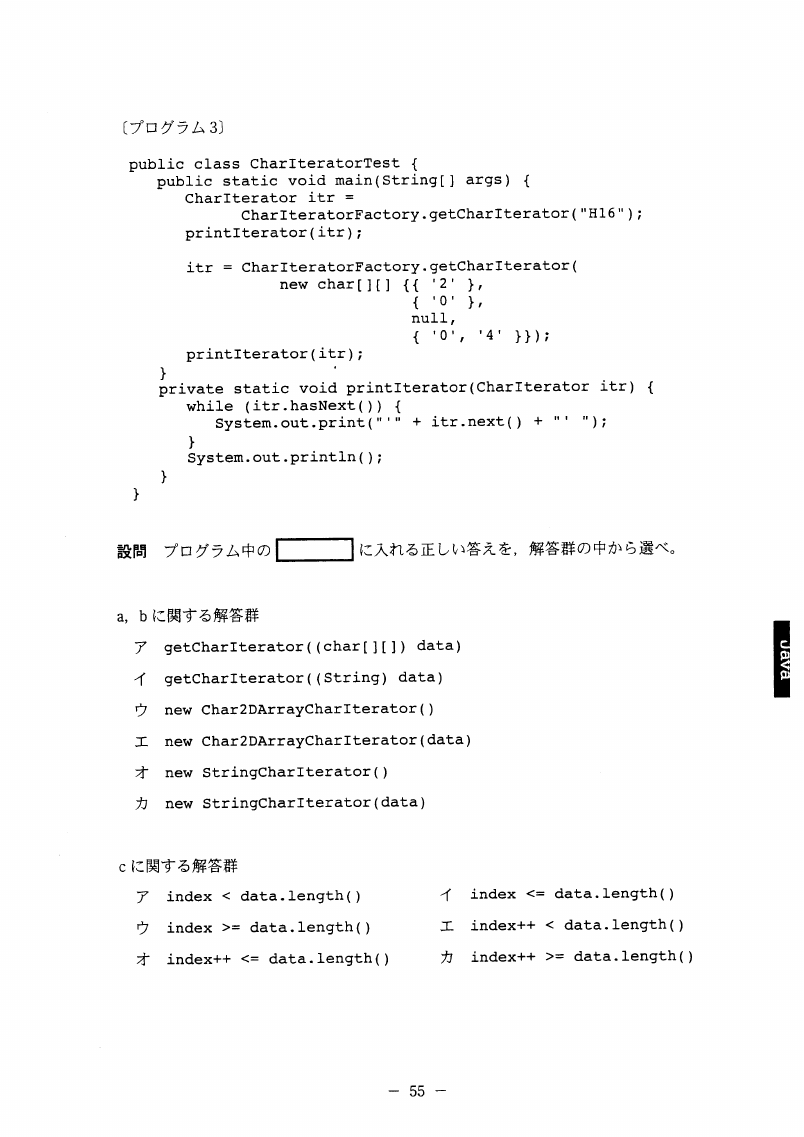 〔プログラム3〕
public class CharIteratorTest {
public static void main(String[] args) {
CharIterator itr =
CharIteratorFactory.getCharIterator("H16");
printIterator(itr);
itr = CharIteratorFactory.getCharIterator(
new char[][] {{ '2' },
{ '0' },
null,
{ '0', '4' }});
printIterator(itr);
}
private static void printIterator(CharIterator itr) {
while (itr.hasNext()) {
System.out.print("'" + itr.next() + "' ");
}
System.out.println();
}
}
設問 プログラム中の に入れる正しい答えを，解答群の中から選べ。
a, b に関する解答群
ア getCharIterator((char[][]) data)
イ getCharIterator((String) data)
ウ new Char2DArrayCharIterator()
エ new Char2DArrayCharIterator(data)
オ new StringCharIterator()
カ new StringCharIterator(data)
c に関する解答群
ア index < data.length() イ index <= data.length()
ウ index >= data.length() エ index++ < data.length()
オ index++ <= data.length() カ index++ >= data.length()
Java
－ 55 －